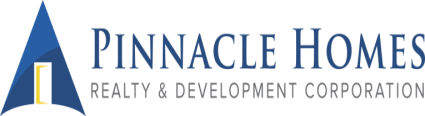 PINNACLE HOMES
REALTY & DEVELOPMENT CORPORATION